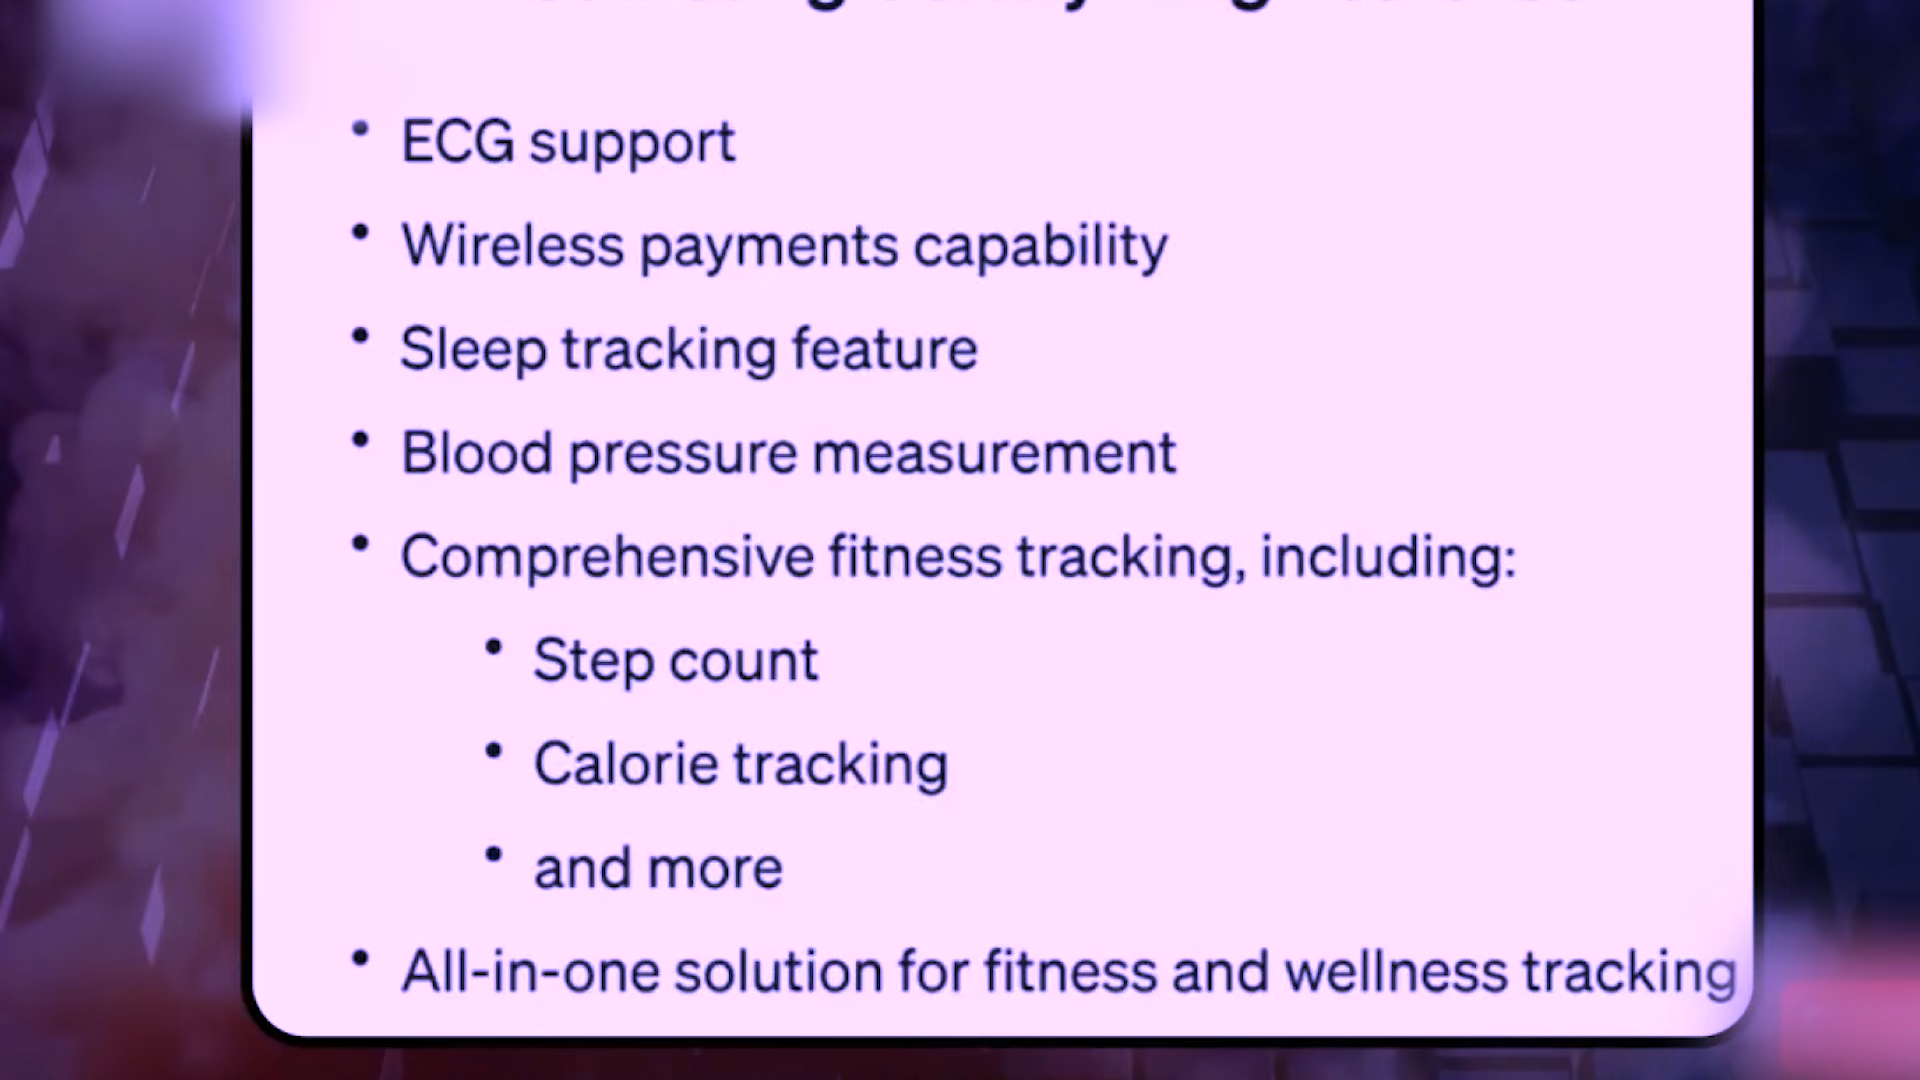 • ECG support
• Wireless payments capability
• Sleep tracking feature
• Blood pressure measurement
• Comprehensive fitness tracking, including:
• Step count
• Calorie tracking
• and more
• All-in-one solution for fitness and wellness tracking